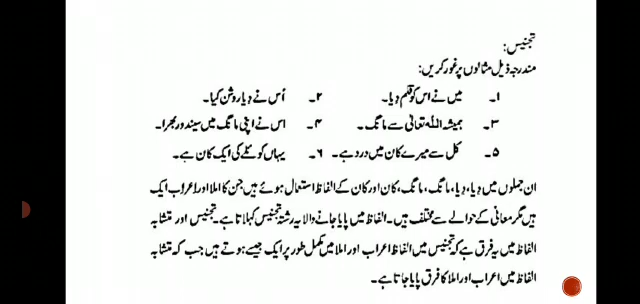 تجنیس:
مندرجہ ذیل مثالوں پر غور کریں:
۱۔ میں نے اس کو قلم دیا۔ ۲۔ اُس نے دِیا روشن کیا۔
۳۔ ہمیشہ اللہ تعالیٰ سے مانگ۔ ۴۔ اس نے اپنی مانگ میں سیندور بھرا۔
۵۔ کل سے میرے کان میں درد ہے۔ ۶۔ یہاں کوئلے کی ایک کان ہے۔
ان جملوں میں دِیا، دِیا، مانگ، مانگ، کان اور کان کے الفاظ استعمال ہوئے ہیں جن کا املا اور اعراب ایک
ہیں مگر معانی کے حوالے سے مختلف ہیں۔ الفاظ میں پایا جانے والا یہ رشتہ تجنیس کہلاتا ہے۔ تجنیس اور متشابہ
الفاظ میں یہ فرق ہے کہ تجنیس میں الفاظ اعراب اور املا میں مکمل طور پر ایک جیسے ہوتے ہیں جب کہ متشابہ
الفاظ میں اعراب اور املا کا فرق پایا جاتا ہے۔